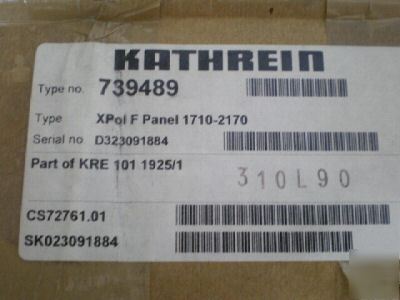 KATHREIN
Type no. 739489
Type XPol F Panel 1710-2170
Serial no D323091884
Part of KRE 101 1925/1
310L90
CS72761.01
SK023091884